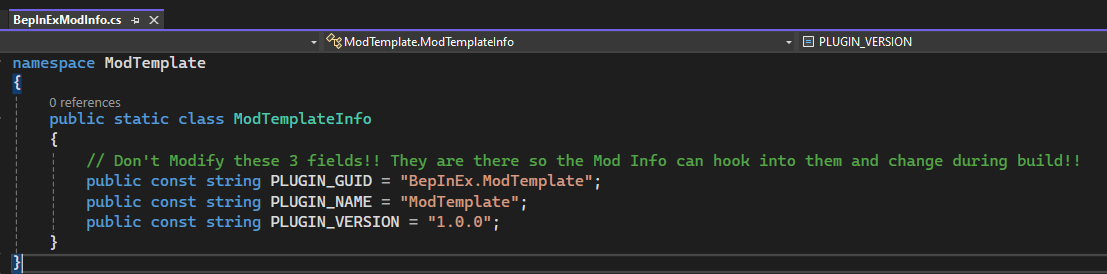 BepInExModInfo.cs
ModTemplate.ModTemplateInfo
PLUGIN_VERSION
namespace ModTemplate
{
0 references
public static class ModTemplateInfo
{
// Don't Modify these 3 fields!! They are there so the Mod Info can hook into them and change during build!!
public const string PLUGIN_GUID = "BepInEx.ModTemplate";
public const string PLUGIN_NAME = "ModTemplate";
public const string PLUGIN_VERSION = "1.0.0";
}
}